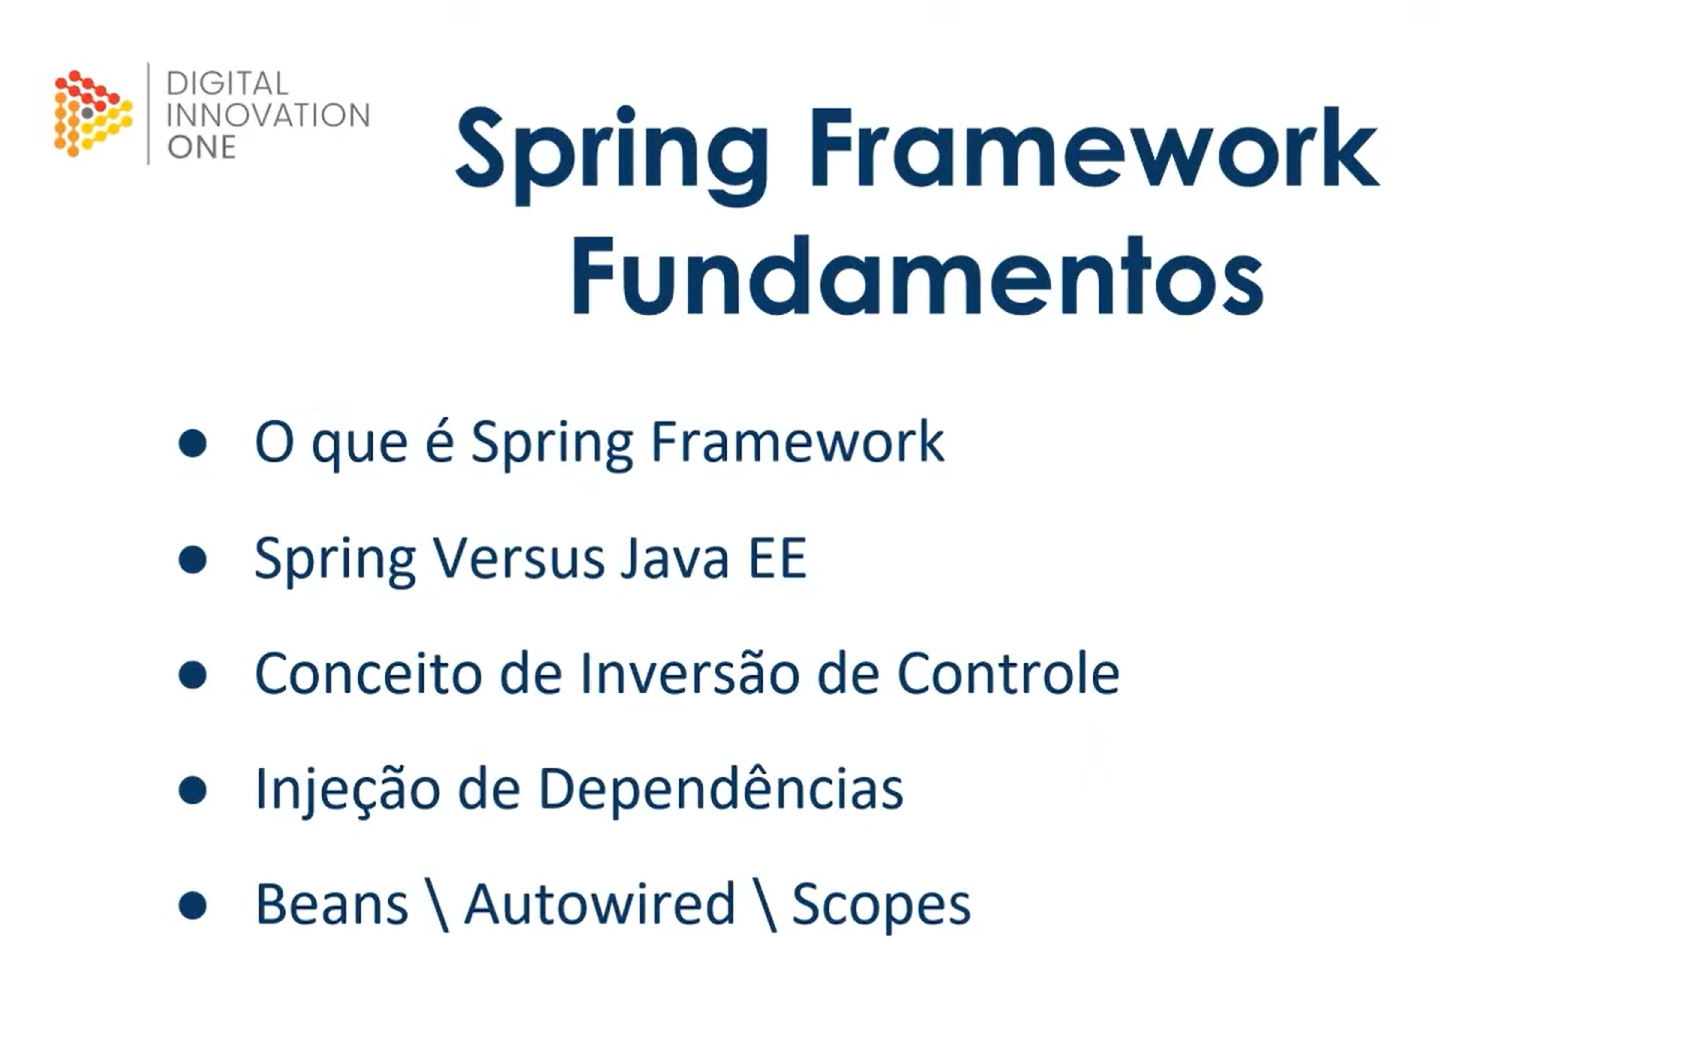 DIGITAL
INNOVATION
ONE
Spring Framework
Fundamentos
● O que é Spring Framework
● Spring Versus Java EE
● Conceito de Inversão de Controle
● Injeção de Dependências
● Beans \ Autowired \ Scopes